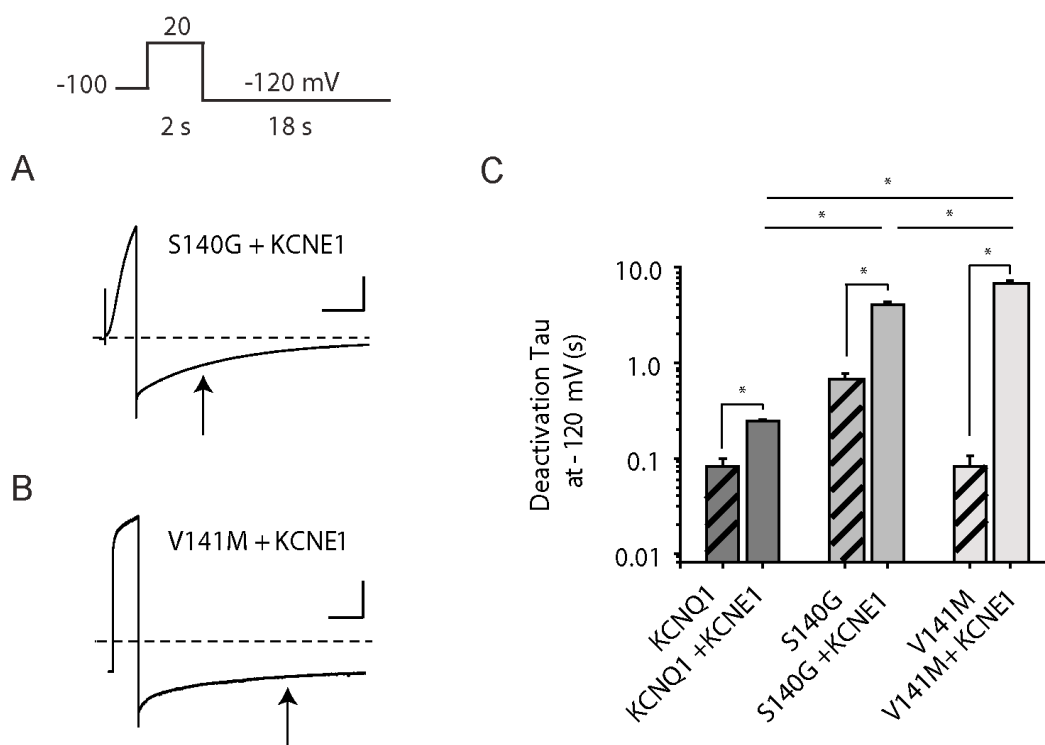 20
-100
-120 mV
2 s
18 s
A
S140G + KCNE1
B
V141M + KCNE1
C
*
*
*
*
*
*
10.0
1.0
0.1
0.01
Deactivation Tau
at - 120 mV (s)
KCNQ1
KCNQ1 +KCNE1
S140G
S140G +KCNE1
V141M
V141M+ KCNE1